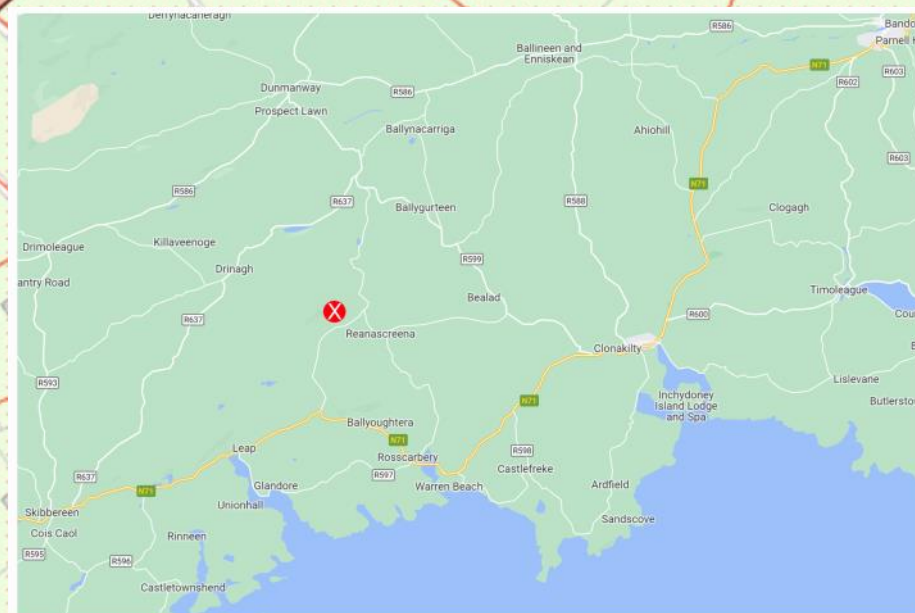 Derrynacaheragh
R586
Bando
Parnell H
Ballineen and
Enniskean
N71
R602
R603
Dunmanway
R586
Prospect Lawn
Ballynacarriga
Ahiohill
R603
R586
R637
N71
Ballygurteen
R588
Clogagh
Drimoleague
Killaveenoge
R599
antry Road
Drinagh
Timoleague
Bealad
X
Cou
R637
Reanascreena
R600
Clonakilty
R593
Lislevane
Inchydoney
Island Lodge
and Spa
Butlersto
N71
Ballyoughtera
Leap
N71
R598
Rosscarbery
R637
R597
Castlefreke
Glandore
Warren Beach
Ardfield
N71
Unionhall
Skibbereen
Sandscove
Cois Caol
Rinneen
R595
R596
Castletownshend